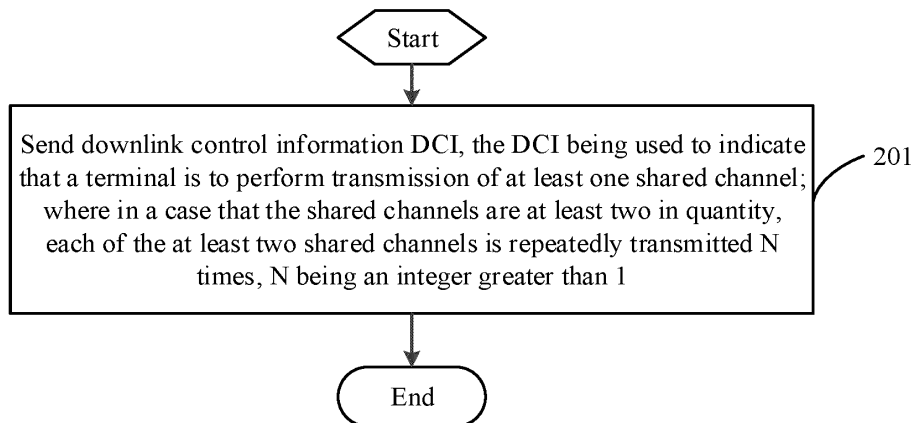 Start
Send downlink control information DCI, the DCI being used to indicate
that a terminal is to perform transmission of at least one shared channel;
where in a case that the shared channels are at least two in quantity,
each of the at least two shared channels is repeatedly transmitted N
times, N being an integer greater than 1
201
End